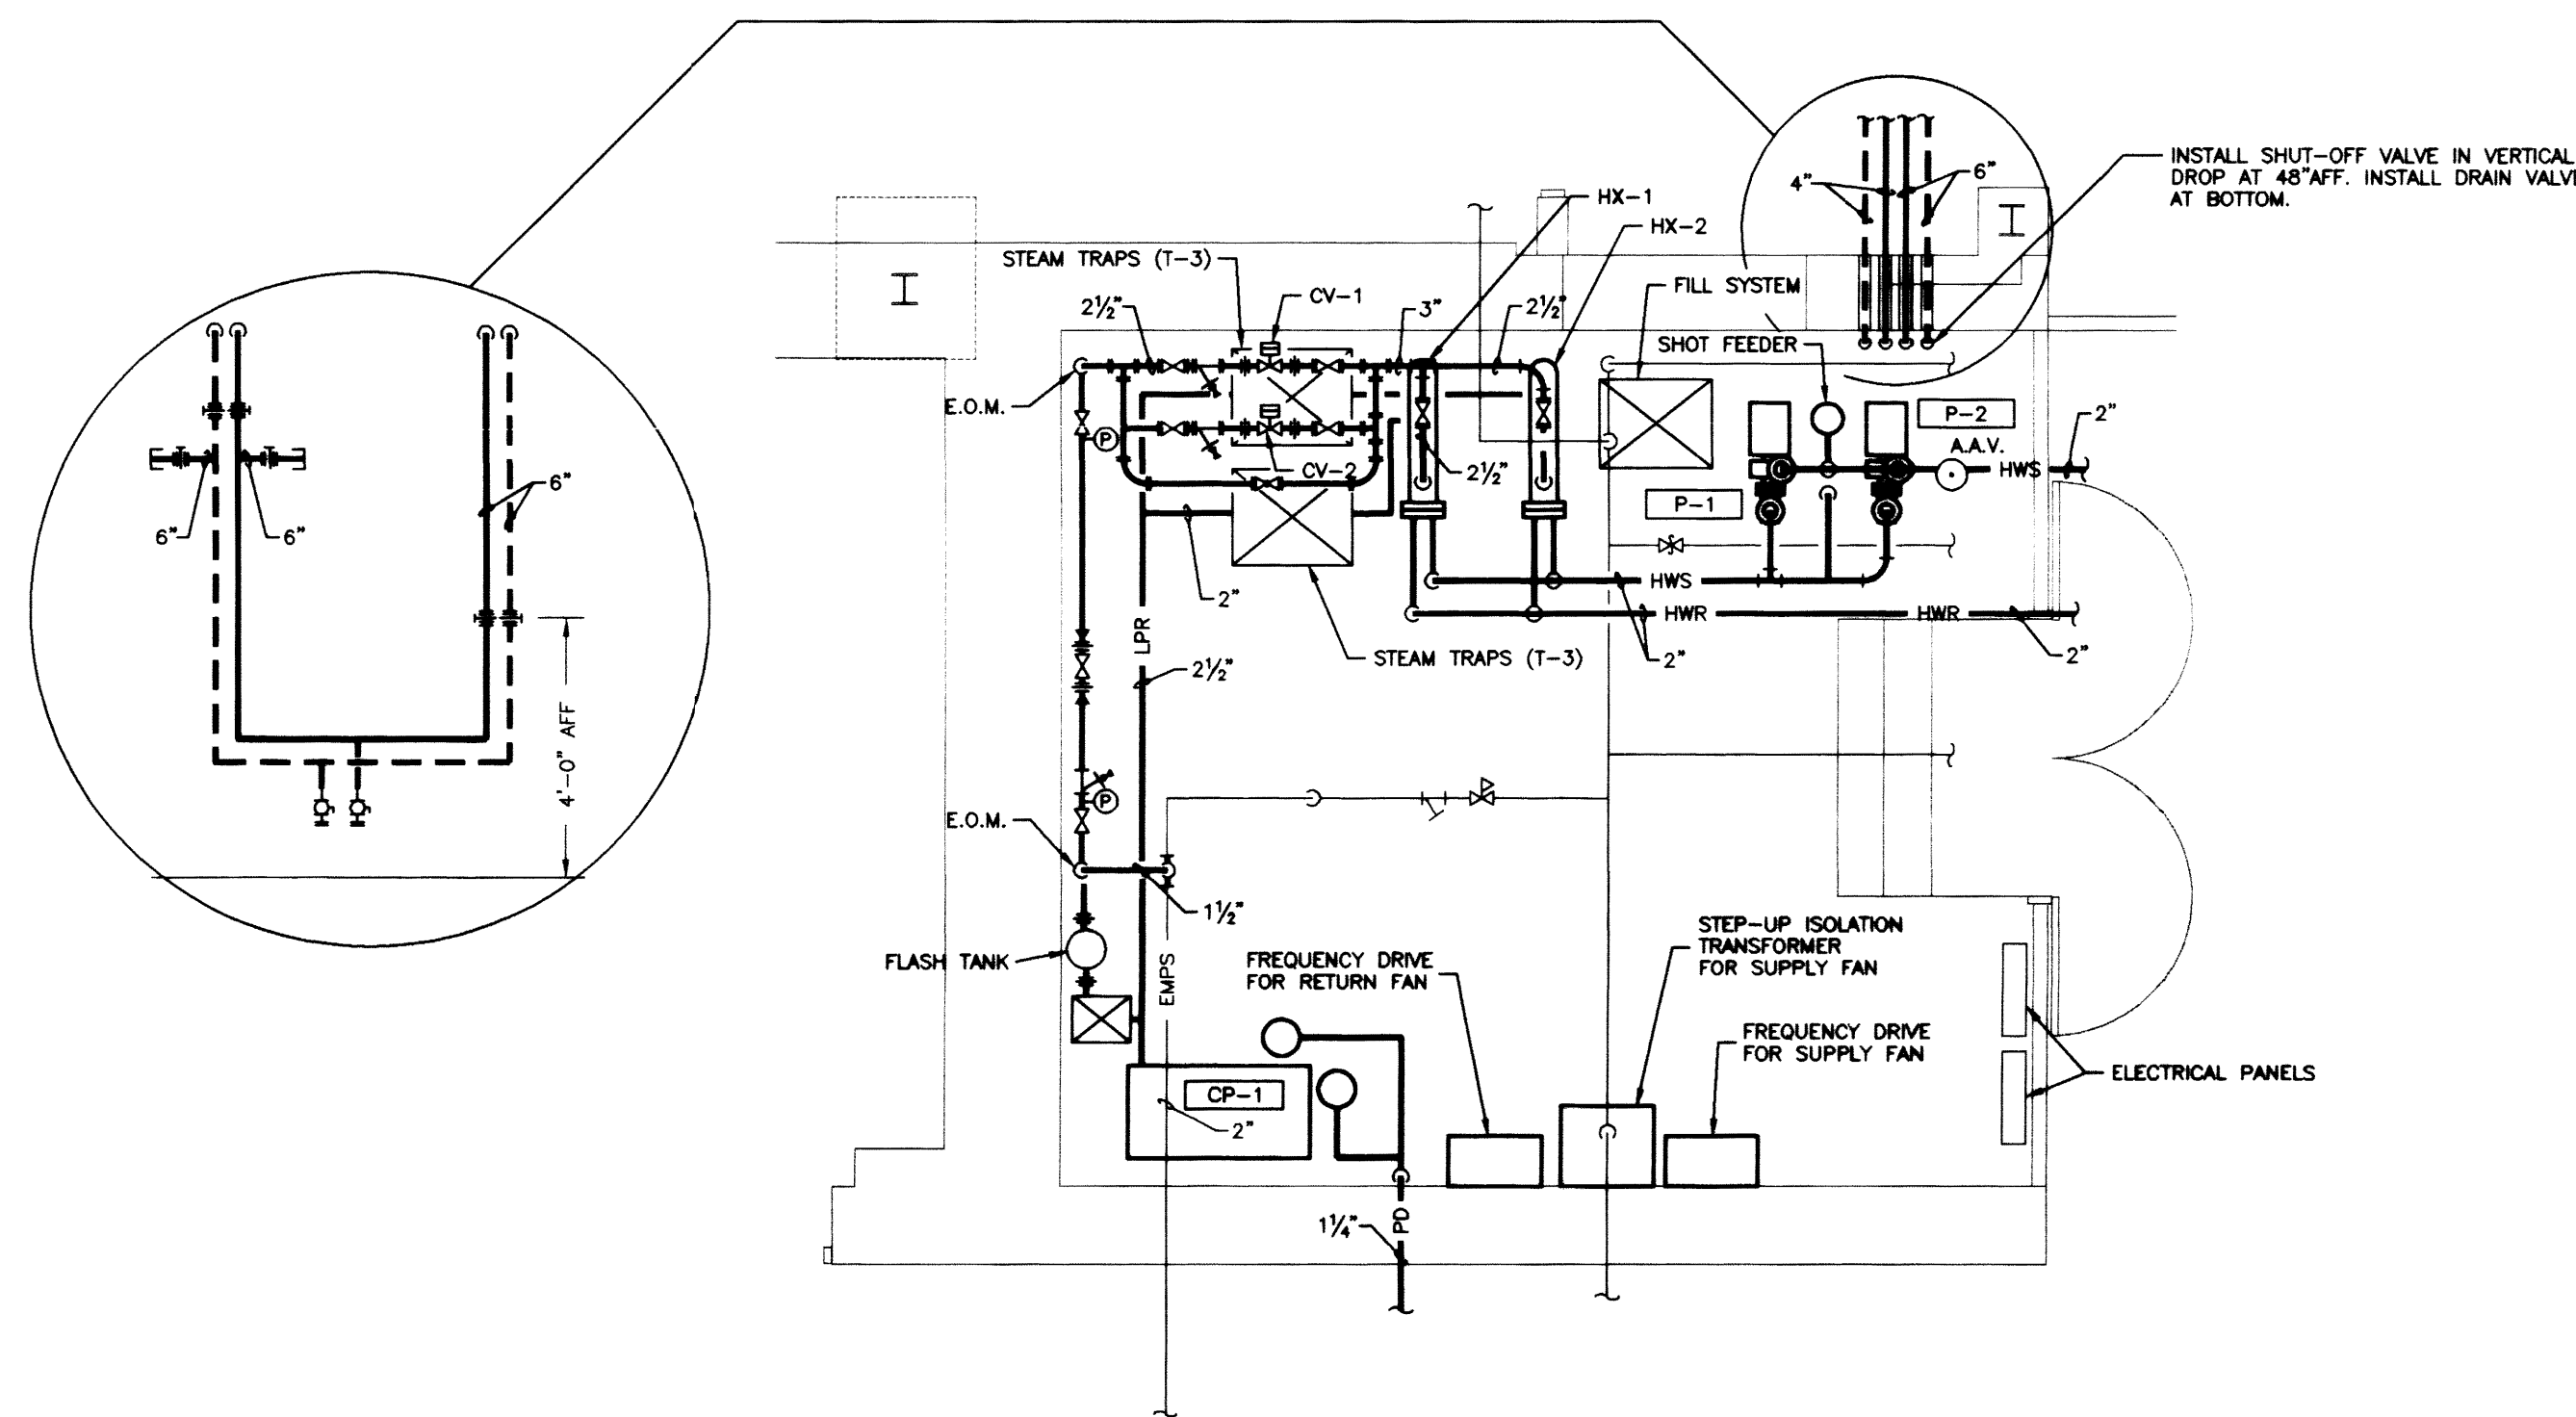 INSTALL SHUT-OFF VALVE IN VERTICAL
DROP AT 48"AFF. INSTALL DRAIN VALVE
AT BOTTOM.
4"
6"
HX-1
HX-2
STEAM TRAPS (T-3)
CV-1
FILL SYSTEM
2½"
3"
2½"
SHOT FEEDER
E.O.M.
P
P-2
2"
A.A.V.
CV-2
2½"
HWS
P-1
6"
6"
6"
2"
HWS
LPR
HWR
HWR
STEAM TRAPS (T-3)
2"
2"
2½"
4'-0" AFF
P
E.O.M.
1½"
STEP-UP ISOLATION
TRANSFORMER
FOR SUPPLY FAN
FLASH TANK
EMPS
FREQUENCY DRIVE
FOR RETURN FAN
FREQUENCY DRIVE
FOR SUPPLY FAN
ELECTRICAL PANELS
CP-1
2"
1¼"
PD